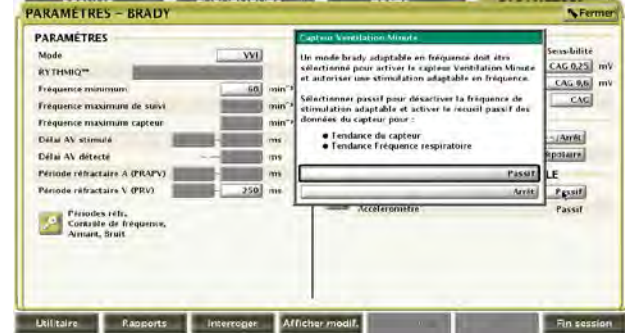 PARAMÈTRES – BRADY
Fermer
PARAMÈTRES
Mode
VVI
RYTHMIQ™
Fréquence minimum
60
min⁻¹
Fréquence maximum de suivi
min⁻¹
Fréquence maximum capteur
min⁻¹
Délai AV stimulé
ms
Délai AV détecté
ms
Période réfractaire A (PRAPV)
ms
Période réfractaire V (PRV)
250
ms
Périodes réfr.,
Contrôle de fréquence,
Aimant, Bruit
Capteur Ventilation Minute
Un mode brady adaptable en fréquence doit être
sélectionné pour activer le capteur Ventilation Minute
et autoriser une stimulation adaptable en fréquence.
Sélectionner passif pour désactiver la fréquence de
stimulation adaptable et activer le recueil passif des
données du capteur pour :
● Tendance du capteur
● Tendance Fréquence respiratoire
Passif
Arrêt
Sensibilité
CAG 0,25
mV
CAG 0,6
mV
CAG
Arrêt
LE
Passif
Accéléromètre
Passif
Utilitaire
Rapports
Interroger
Afficher modif.
Fin session